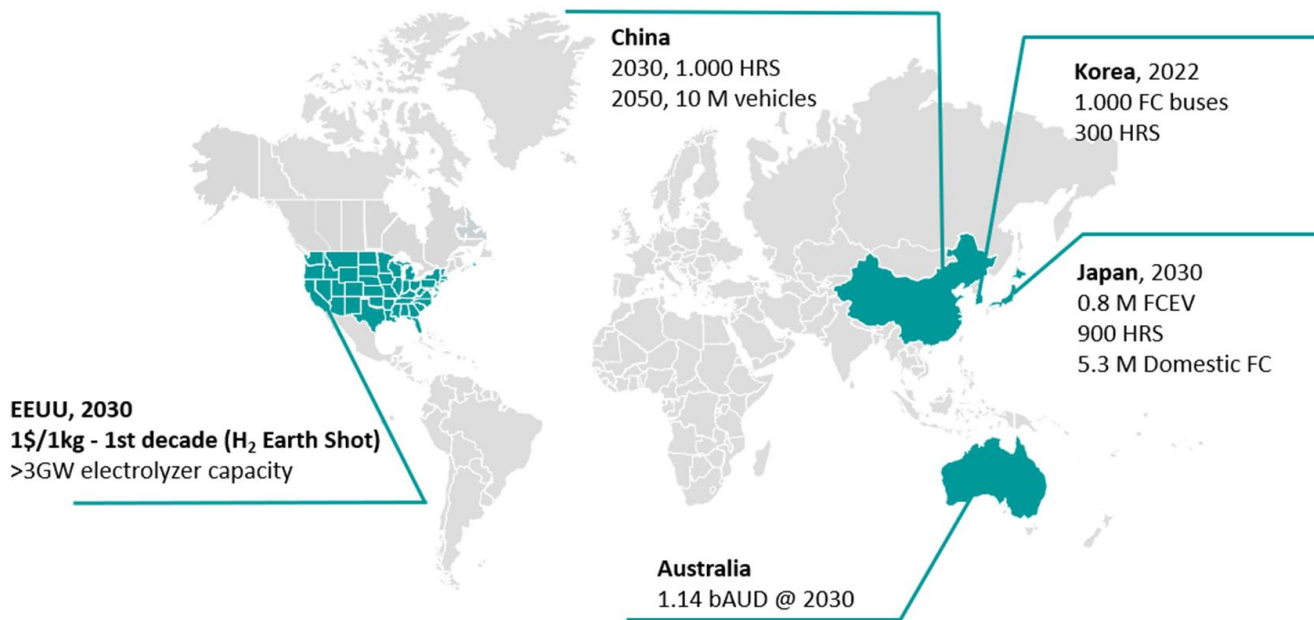 China
2030, 1.000 HRS
2050, 10 M vehicles
Korea, 2022
1.000 FC buses
300 HRS
Japan, 2030
0.8 M FCEV
900 HRS
5.3 M Domestic FC
EEUU, 2030
1$/1kg - 1st decade (H₂ Earth Shot)
>3GW electrolyzer capacity
Australia
1.14 bAUD @ 2030